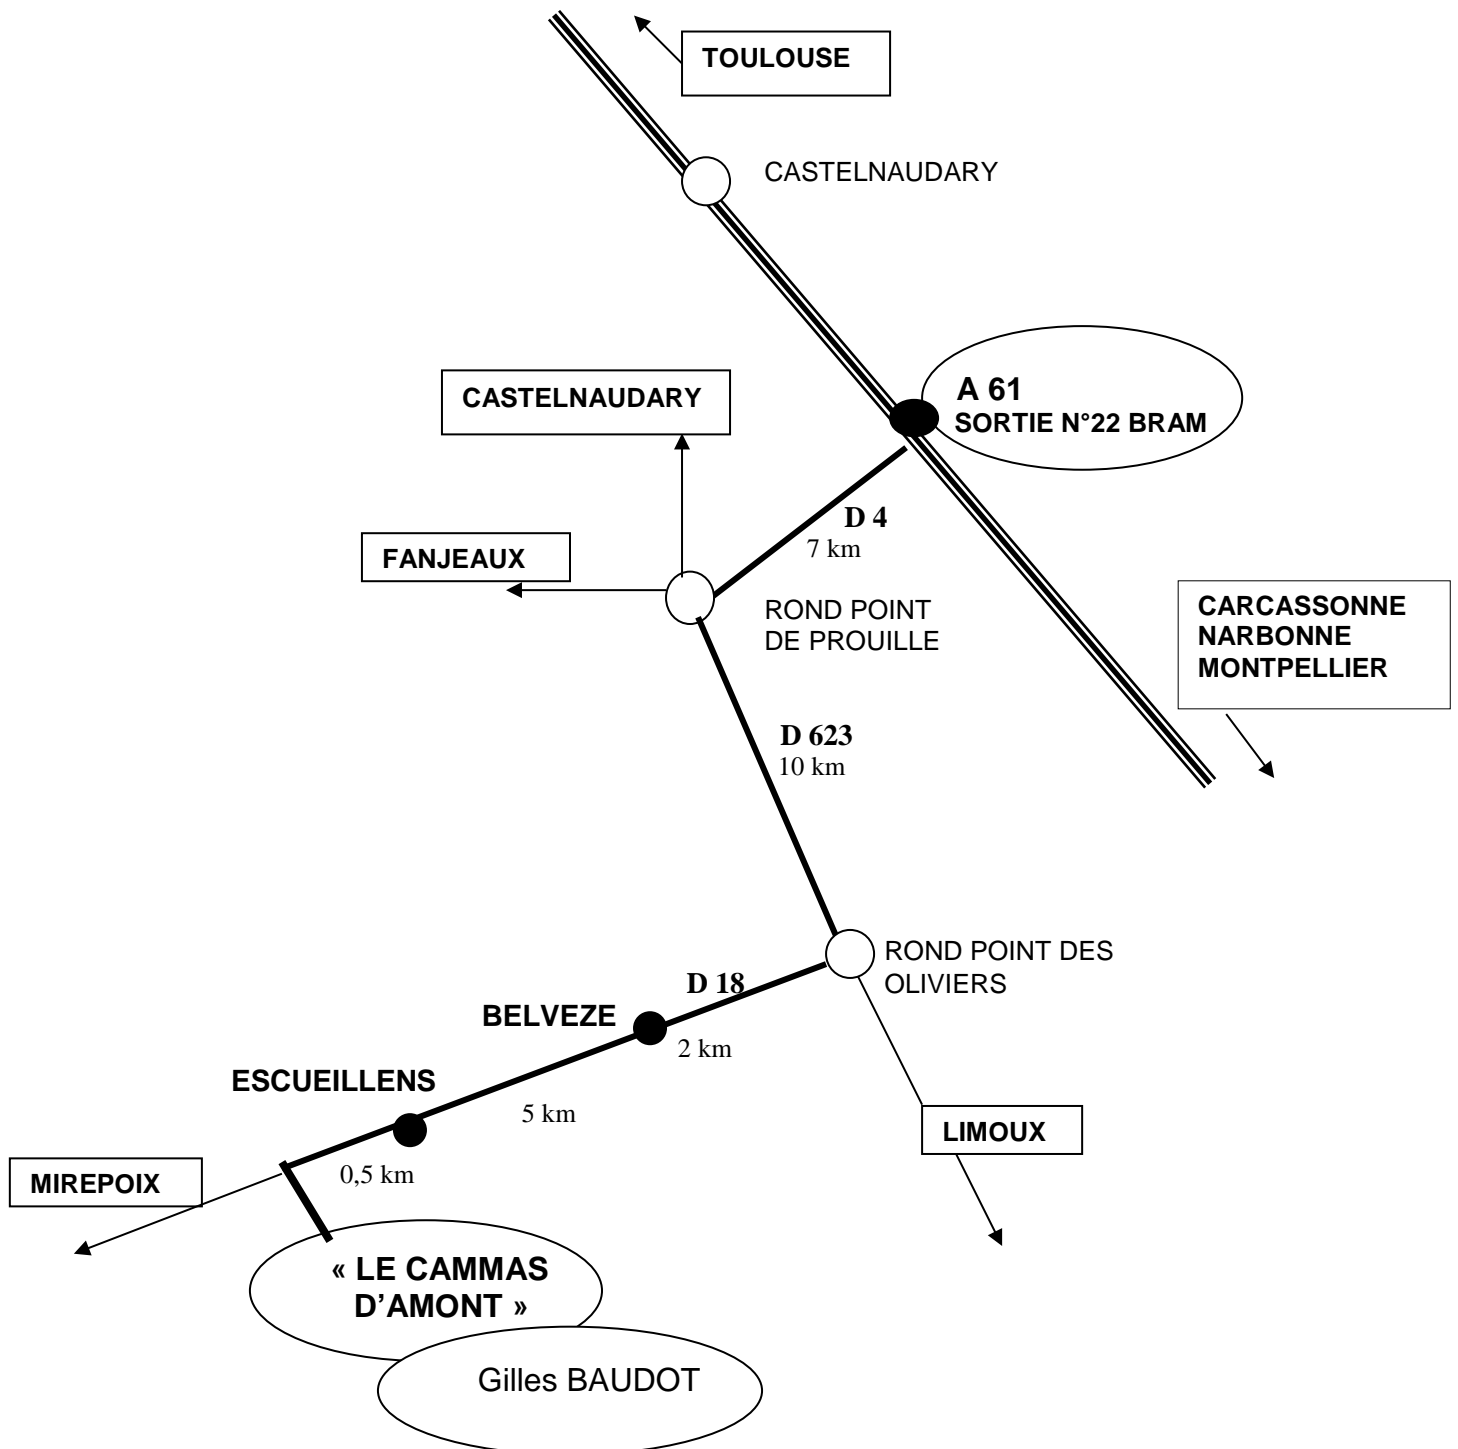 TOULOUSE
CASTELNAUDARY
A 61
SORTIE N°22 BRAM
CASTELNAUDARY
D 4
7 km
FANJEAUX
ROND POINT
DE PROUILLE
CARCASSONNE
NARBONNE
MONTPELLIER
D 623
10 km
ROND POINT DES
OLIVIERS
D 18
BELVEZE
2 km
ESCUEILLENS
5 km
LIMOUX
MIREPOIX
0,5 km
« LE CAMMAS
D’AMONT »
Gilles BAUDOT